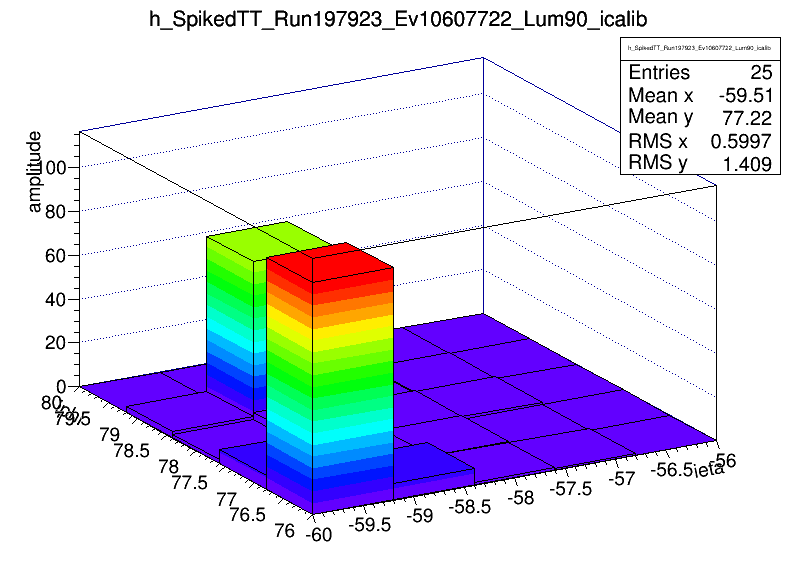 h_SpikedTT_Run197923_Ev10607722_Lum90_icalib
h_SpikedTT_Run197923_Ev10607722_Lum90_icalib
Entries 25
Mean x -59.51
Mean y 77.22
RMS x 0.5997
RMS y 1.409
amplitude
100
80
60
40
20
0
80
79.5
79
78.5
78
77.5
77
76.5
76
-60
-59.5
-59
-58.5
-58
-57.5
-57
-56.5
-56
ieta